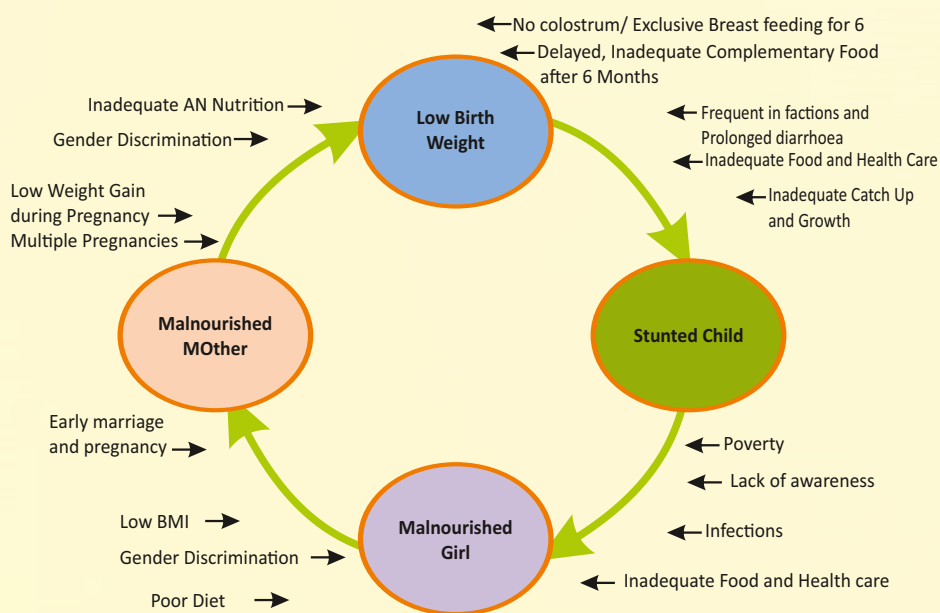 No colostrum/ Exclusive Breast feeding for 6
Delayed, Inadequate Complementary Food
after 6 Months
Inadequate AN Nutrition
Gender Discrimination
Low Birth
Weight
Frequent in factions and
Prolonged diarrhoea
Inadequate Food and Health Care
Inadequate Catch Up
and Growth
Low Weight Gain
during Pregnancy
Multiple Pregnancies
Malnourished
MOther
Stunted Child
Early marriage
and pregnancy
Poverty
Lack of awareness
Infections
Inadequate Food and Health care
Low BMI
Gender Discrimination
Poor Diet
Malnourished
Girl